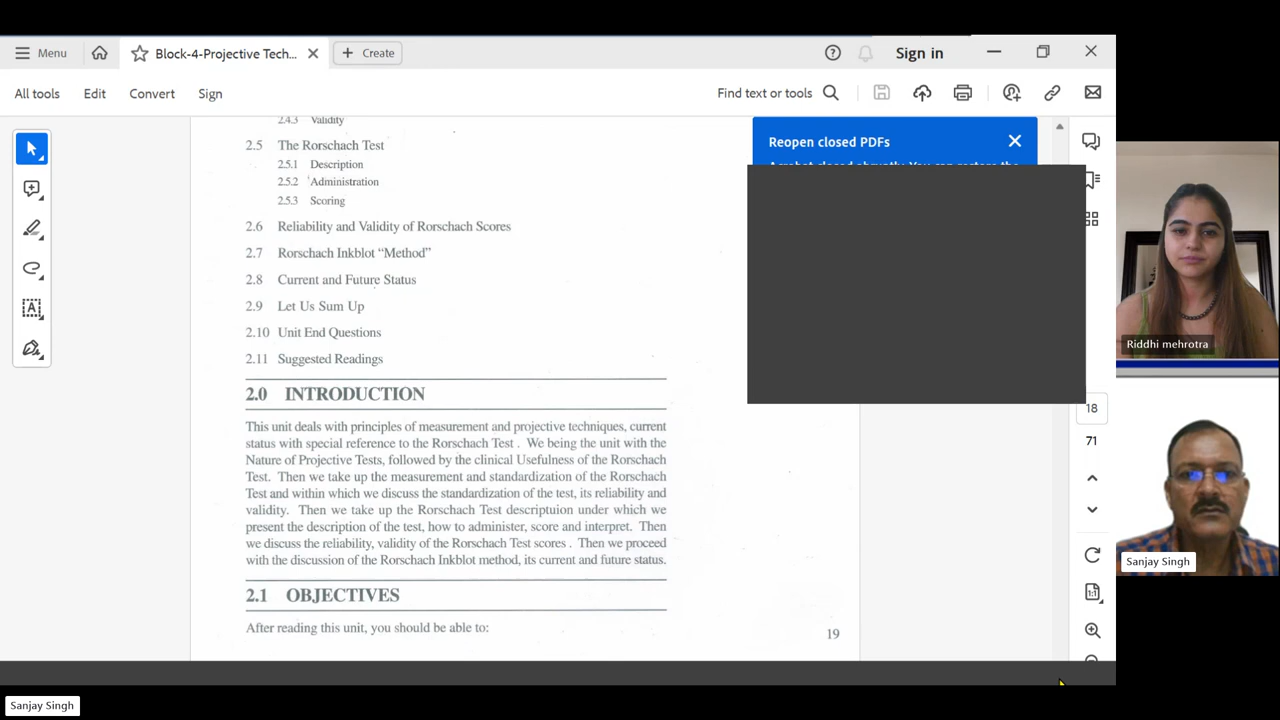 Menu
Block-4-Projective Tech...
Create
Sign in
All tools
Edit
Convert
Sign
Find text or tools
2.4.3 Validity
2.5 The Rorschach Test
2.5.1 Description
2.5.2 Administration
2.5.3 Scoring
2.6 Reliability and Validity of Rorschach Scores
2.7 Rorschach Inkblot “Method”
2.8 Current and Future Status
2.9 Let Us Sum Up
2.10 Unit End Questions
2.11 Suggested Readings
2.0 INTRODUCTION
This unit deals with principles of measurement and projective techniques, current
status with special reference to the Rorschach Test . We being the unit with the
Nature of Projective Tests, followed by the clinical Usefulness of the Rorschach
Test. Then we take up the measurement and standardization of the Rorschach
Test and within which we discuss the standardization of the test, its reliability and
validity. Then we take up the Rorschach Test descriptuion under which we
present the description of the test, how to administer, score and interpret. Then
we discuss the reliability, validity of the Rorschach Test scores . Then we proceed
with the discussion of the Rorschach Inkblot method, its current and future status.
2.1 OBJECTIVES
After reading this unit, you should be able to:
19
Reopen closed PDFs
18
71
1:1
Riddhi mehrotra
Sanjay Singh
Sanjay Singh